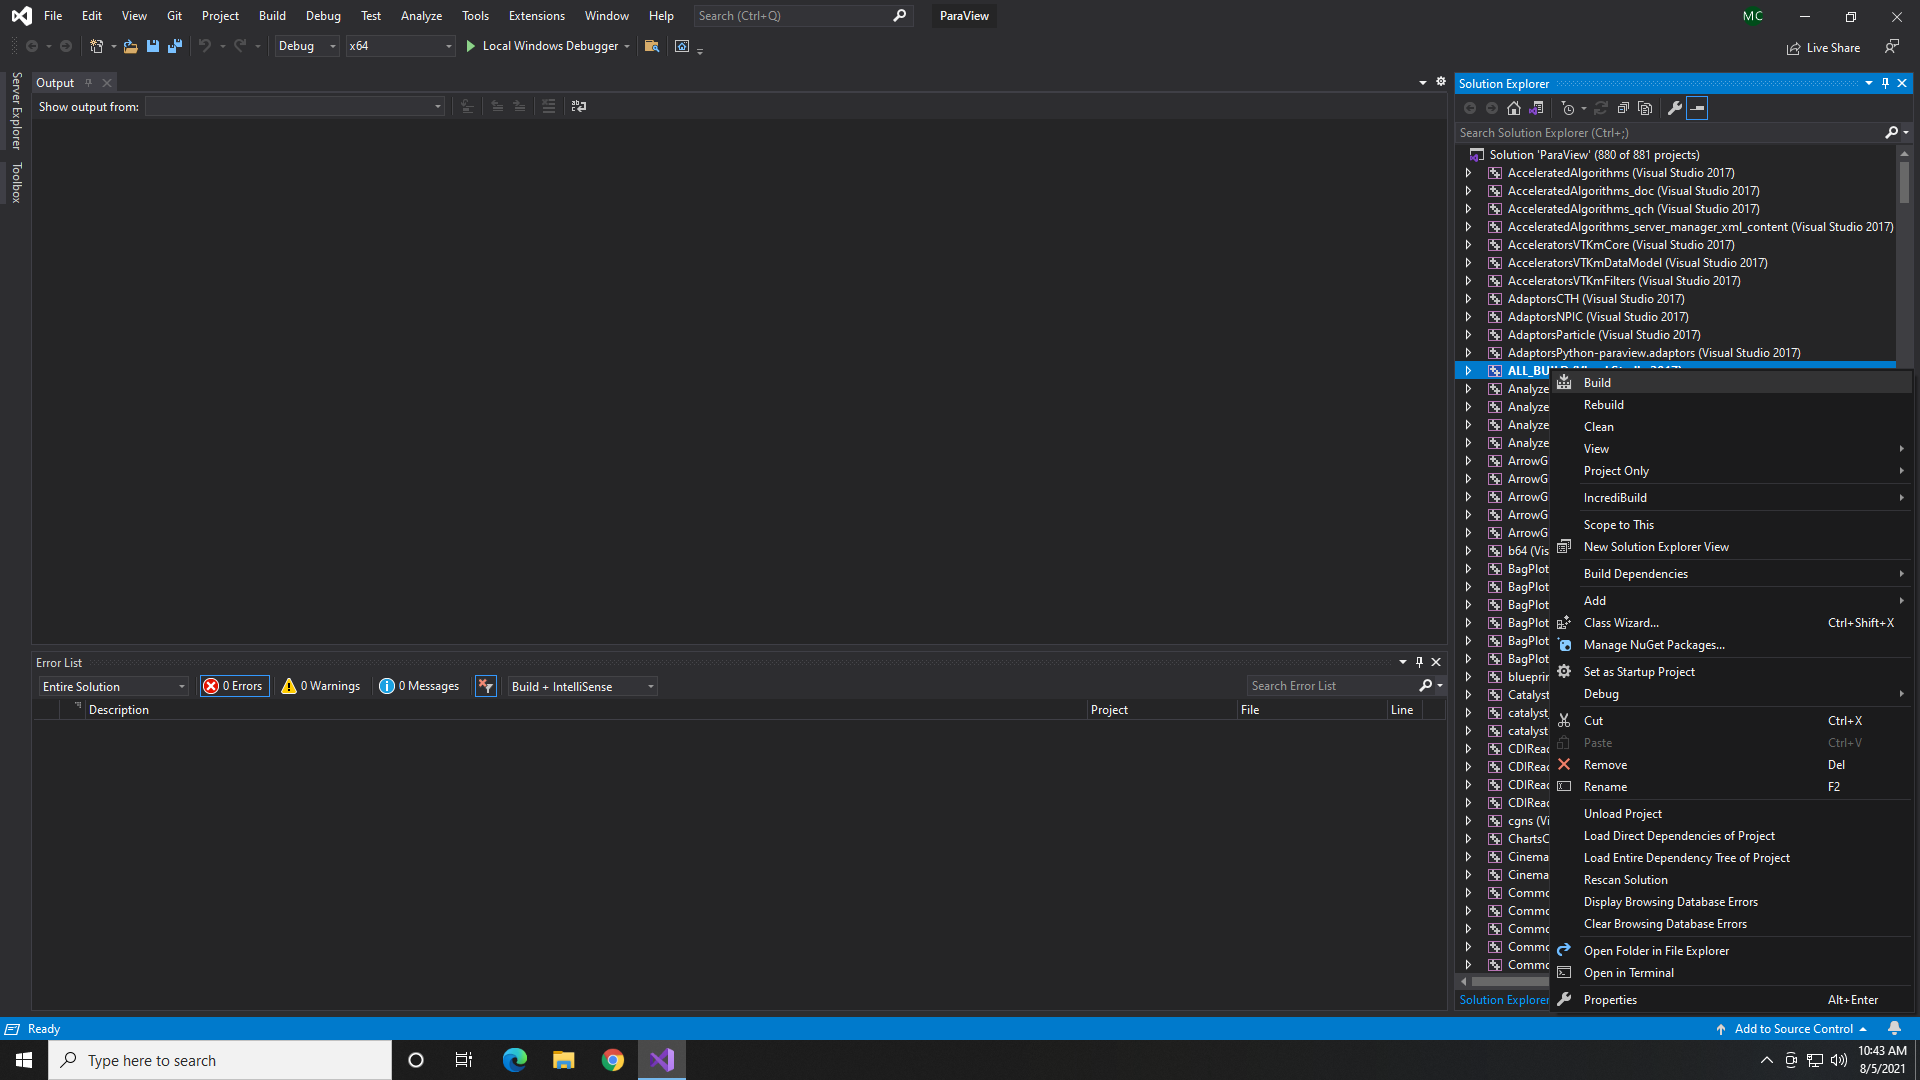 File Edit View Git Project Build Debug Test Analyze Tools Extensions Window Help Search (Ctrl+Q) ParaView MC
Debug x64 Local Windows Debugger Live Share
Server Explorer
Toolbox
Output
Show output from:
Error List
Entire Solution 0 Errors 0 Warnings 0 Messages Build + IntelliSense Search Error List
Description Project File Line
Solution Explorer
Search Solution Explorer (Ctrl+;)
Solution 'ParaView' (880 of 881 projects)
AcceleratedAlgorithms (Visual Studio 2017)
AcceleratedAlgorithms_doc (Visual Studio 2017)
AcceleratedAlgorithms_qch (Visual Studio 2017)
AcceleratedAlgorithms_server_manager_xml_content (Visual Studio 2017)
AcceleratorsVTKmCore (Visual Studio 2017)
AcceleratorsVTKmDataModel (Visual Studio 2017)
AcceleratorsVTKmFilters (Visual Studio 2017)
AdaptorsCTH (Visual Studio 2017)
AdaptorsNPIC (Visual Studio 2017)
AdaptorsParticle (Visual Studio 2017)
AdaptorsPython-paraview.adaptors (Visual Studio 2017)
ALL_BUILD (Visual Studio 2017)
Analyze
Analyze
Analyze
Analyze
ArrowG
ArrowG
ArrowG
ArrowG
ArrowG
b64 (Vis
BagPlot
BagPlot
BagPlot
BagPlot
BagPlot
BagPlot
blueprin
Catalyst
catalyst
catalyst
CDIReac
CDIReac
CDIReac
CDIReac
cgns (Vi
ChartsC
Cinema
Cinema
Commo
Commo
Commo
Commo
Commo
Solution Explorer
Build
Rebuild
Clean
View
Project Only
IncrediBuild
Scope to This
New Solution Explorer View
Build Dependencies
Add
Class Wizard... Ctrl+Shift+X
Manage NuGet Packages...
Set as Startup Project
Debug
Cut Ctrl+X
Paste Ctrl+V
Remove Del
Rename F2
Unload Project
Load Direct Dependencies of Project
Load Entire Dependency Tree of Project
Rescan Solution
Display Browsing Database Errors
Clear Browsing Database Errors
Open Folder in File Explorer
Open in Terminal
Properties Alt+Enter
Ready Add to Source Control
Type here to search
10:43 AM
8/5/2021